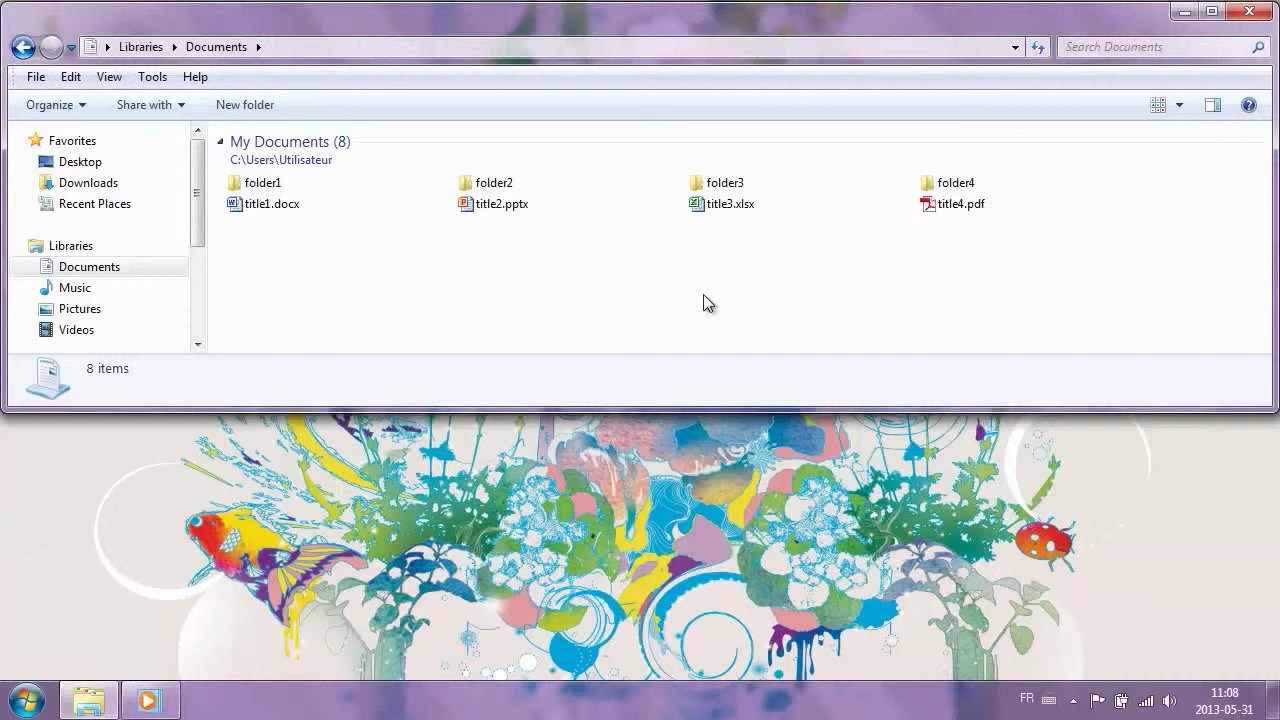 Libraries Documents
Search Documents
File Edit View Tools Help
Organize Share with New folder
Favorites
Desktop
Downloads
Recent Places
Libraries
Documents
Music
Pictures
Videos
My Documents (8)
C:\Users\Utilisateur
folder1 folder2 folder3 folder4
title1.docx title2.pptx title3.xlsx title4.pdf
8 items
FR
11:08
2013-05-31